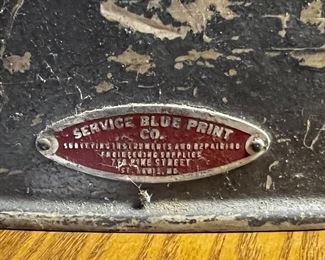 SERVICE BLUE PRINT
CO.
SURVEYING INSTRUMENTS AND REPAIRING
ENGINEERING SUPPLIES
PINE STREET
ST. LOUIS, MO.